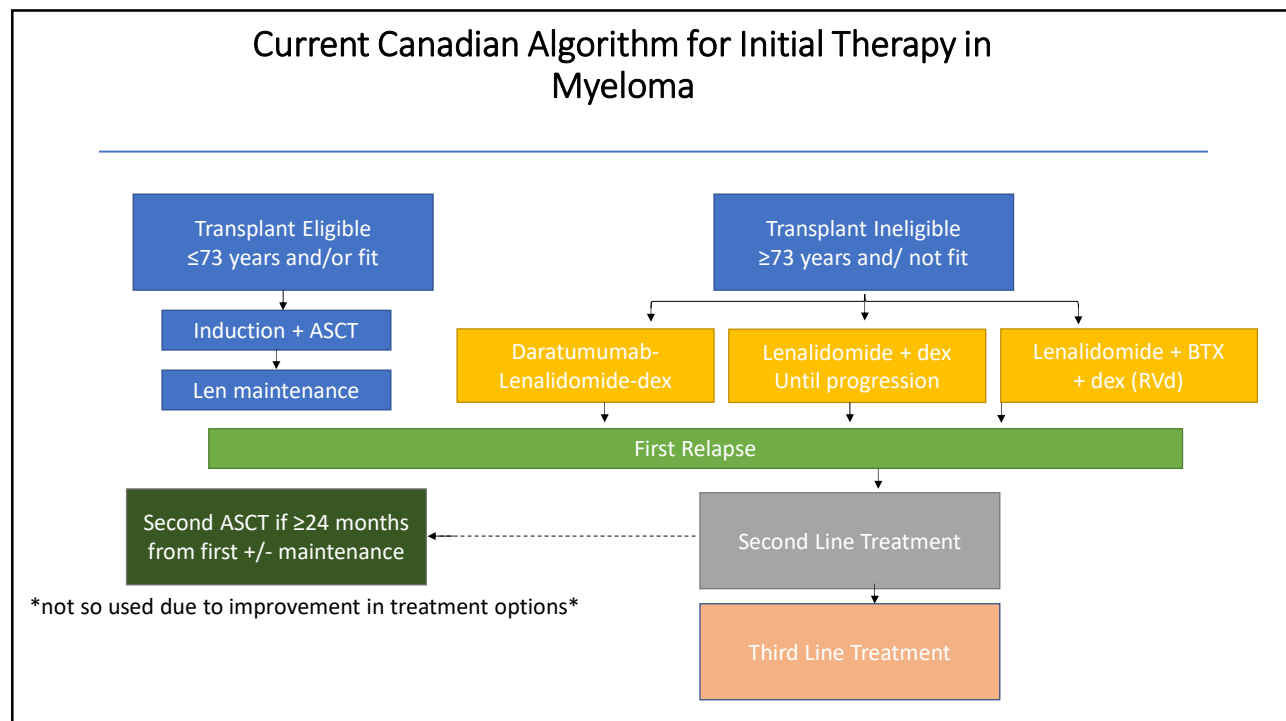 Current Canadian Algorithm for Initial Therapy in
Myeloma
Transplant Eligible
≤73 years and/or fit
Transplant Ineligible
≥73 years and/ not fit
Induction + ASCT
Len maintenance
Daratumumab-
Lenalidomide-dex
Lenalidomide + dex
Until progression
Lenalidomide + BTX
+ dex (RVd)
First Relapse
Second ASCT if ≥24 months
from first +/- maintenance
Second Line Treatment
*not so used due to improvement in treatment options*
Third Line Treatment